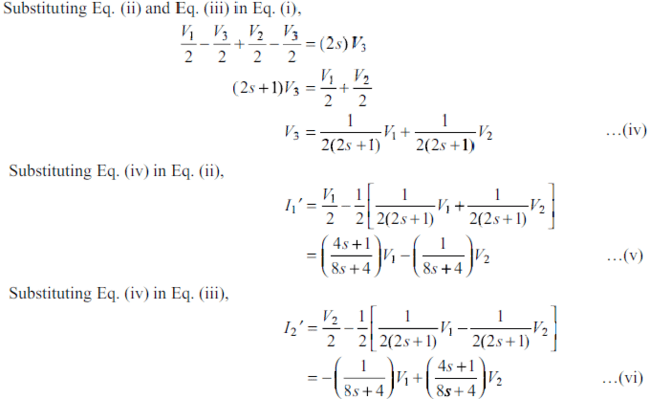 Substituting Eq. (ii) and Eq. (iii) in Eq. (i),
\frac{V_1}{2} - \frac{V_3}{2} + \frac{V_2}{2} - \frac{V_3}{2} = (2s) V_3
(2s+1)V_3 = \frac{V_1}{2} + \frac{V_2}{2}
V_3 = \frac{1}{2(2s+1)} V_1 + \frac{1}{2(2s+1)} V_2 ...(iv)
Substituting Eq. (iv) in Eq. (ii),
I_1' = \frac{V_1}{2} - \frac{1}{2} \left[ \frac{1}{2(2s+1)} V_1 + \frac{1}{2(2s+1)} V_2 \right]
= \left( \frac{4s+1}{8s+4} \right) V_1 - \left( \frac{1}{8s+4} \right) V_2 ...(v)
Substituting Eq. (iv) in Eq. (iii),
I_2' = \frac{V_2}{2} - \frac{1}{2} \left[ \frac{1}{2(2s+1)} V_1 - \frac{1}{2(2s+1)} V_2 \right]
= -\left( \frac{1}{8s+4} \right) V_1 + \left( \frac{4s+1}{8s+4} \right) V_2 ...(vi)